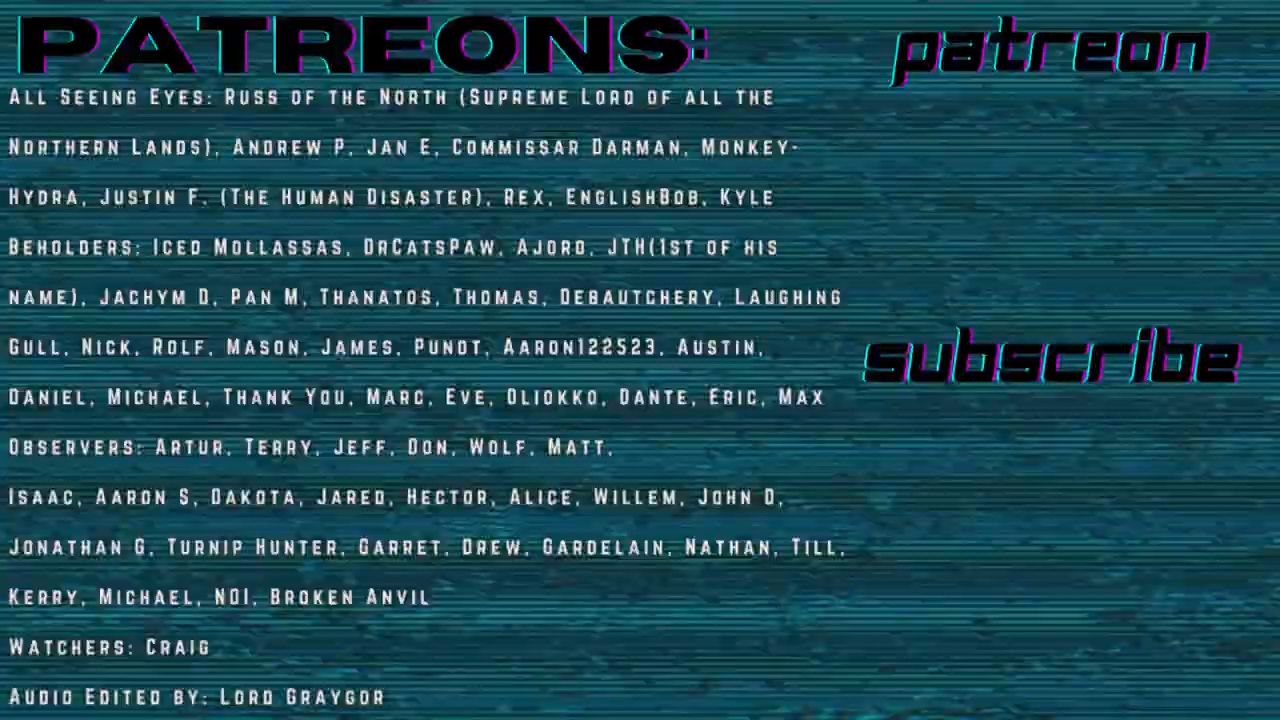 PATREONS:
patreon
All Seeing Eyes: Russ of the North (Supreme Lord of all the
Northern Lands), Andrew P, Jan E, Commissar Darman, Monkey-
Hydra, Justin F. (The Human Disaster), Rex, EnglishBob, Kyle
Beholders: Iced Mollassas, DrCatsPaw, Ajord, JTH(1st of his
name), Jachym D, Pan M, Thanatos, Thomas, Debautchery, Laughing
Gull, Nick, Rolf, Mason, James, Pundt, Aaron122523, Austin,
subscribe
Daniel, Michael, Thank You, Marc, Eve, Oliokko, Dante, Eric, Max
Observers: Artur, Terry, Jeff, Don, Wolf, Matt,
Isaac, Aaron S, Dakota, Jared, Hector, Alice, Willem, John D,
Jonathan G, Turnip Hunter, Garret, Drew, Gardelain, Nathan, Till,
Kerry, Michael, NOI, Broken Anvil
Watchers: Craig
Audio Edited by: Lord Graygor